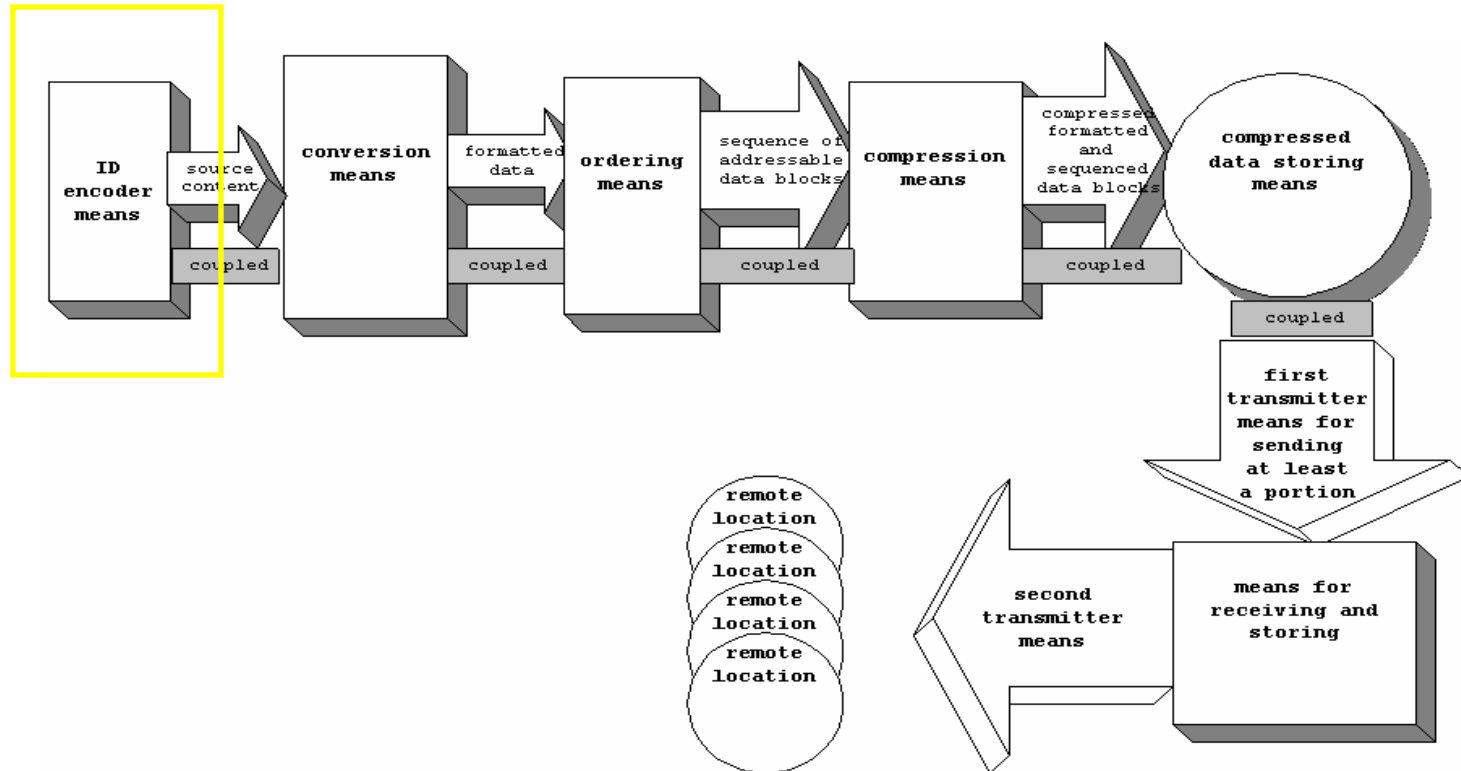 ID
encoder
means
source
content
coupled
conversion
means
formatted
data
coupled
ordering
means
sequence of
addressable
data blocks
coupled
compression
means
compressed
formatted
and
sequenced
data blocks
coupled
compressed
data storing
means
coupled
first
transmitter
means for
sending
at least
a portion
means for
receiving and
storing
second
transmitter
means
remote
location
remote
location
remote
location
remote
location